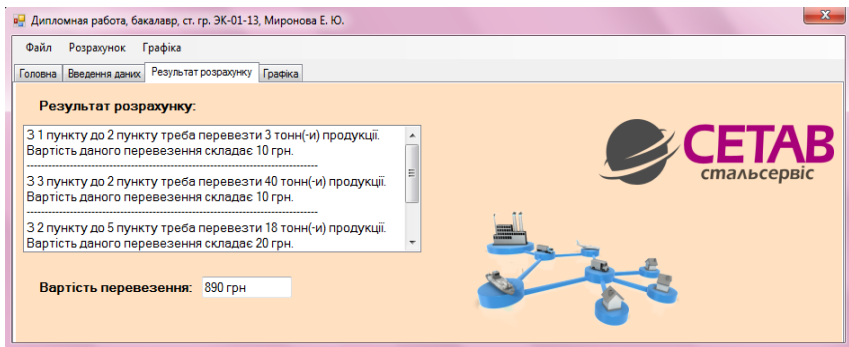 Дипломная работа, бакалавр, ст. гр. ЭК-01-13, Миронова Е. Ю.
Файл Розрахунок Графіка
Головна Введення даних Результат розрахунку Графіка
Результат розрахунку:
З 1 пункту до 2 пункту треба перевезти 3 тонн(-и) продукції.
Вартість даного перевезення складає 10 грн.
--------------------------------------------------------------------------------
З 3 пункту до 2 пункту треба перевезти 40 тонн(-и) продукції.
Вартість даного перевезення складає 10 грн.
--------------------------------------------------------------------------------
З 2 пункту до 5 пункту треба перевезти 18 тонн(-и) продукції.
Вартість даного перевезення складає 20 грн.
Вартість перевезення: 890 грн
СЕТАВ
стальсервіс